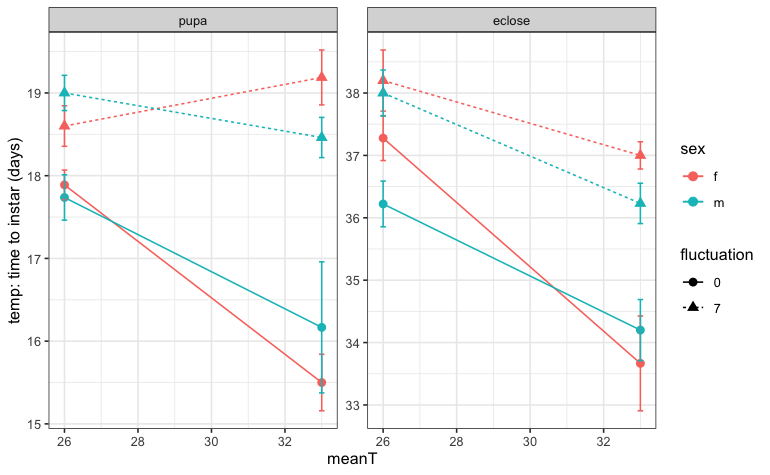 pupa
eclose
temp: time to instar (days)
19
18
17
16
15
38
37
36
35
34
33
26
28
30
32
26
28
30
32
meanT
sex
f
m
fluctuation
0
7